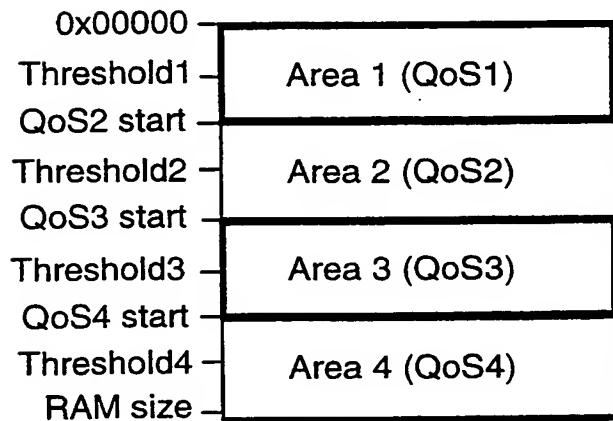 0x00000
Threshold1
Area 1 (QoS1)
QoS2 start
Threshold2
Area 2 (QoS2)
QoS3 start
Threshold3
Area 3 (QoS3)
QoS4 start
Threshold4
Area 4 (QoS4)
RAM size